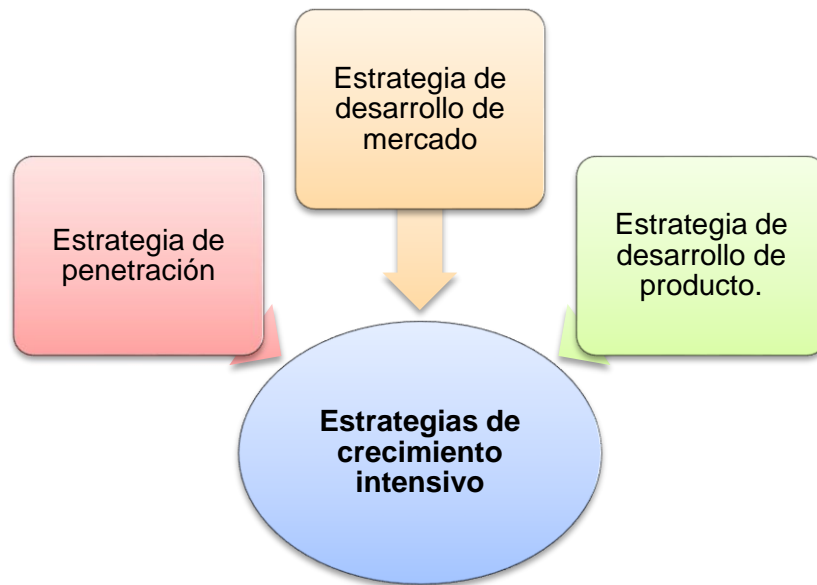 Estrategia de
desarrollo de
mercado
Estrategia de
penetración
Estrategia de
desarrollo de
producto.
Estrategias de
crecimiento
intensivo